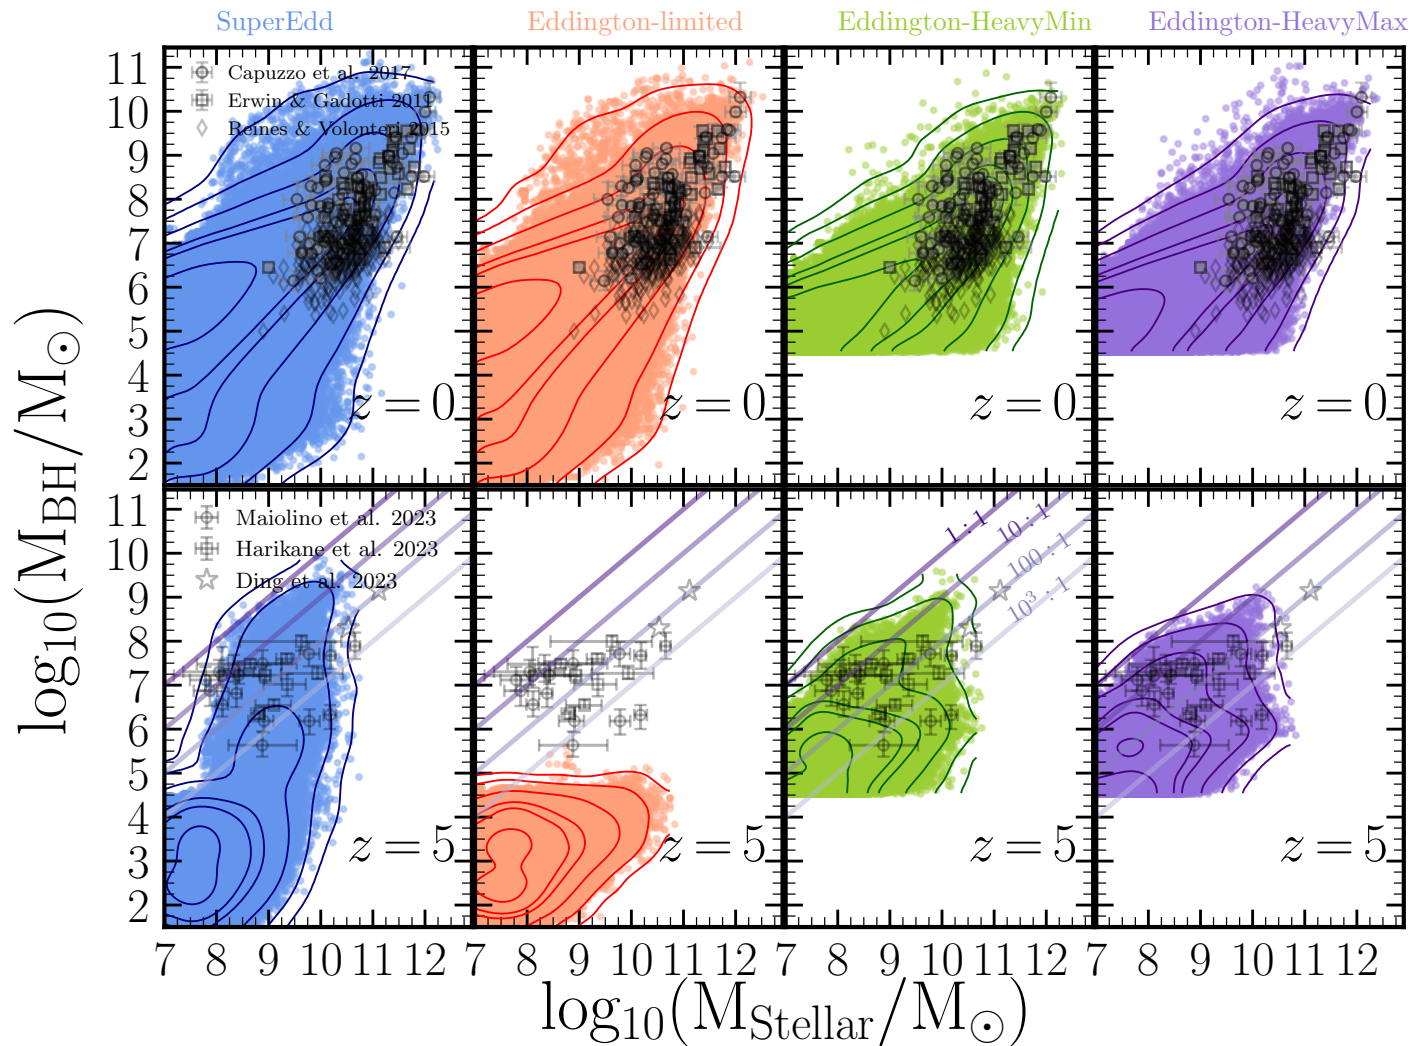 SuperEdd Eddington-limited Eddington-HeavyMin Eddington-HeavyMax
Capuzzo et al. 2017
Erwin & Gadotti 2011
Reines & Volonteri 2015
11
10
9
8
7
6
5
4
3
2
z = 0 z = 0 z = 0 z = 0
Maiolino et al. 2023
Harikane et al. 2023
Ding et al. 2023
1 : 1
10 : 1
100 : 1
10³ : 1
11
10
9
8
7
6
5
4
3
2
z = 5 z = 5 z = 5 z = 5
7 8 9 10 11 12 7 8 9 10 11 12 7 8 9 10 11 12 7 8 9 10 11 12
log₁₀(M_Stellar/M_⊙)
log₁₀(M_BH/M_⊙)